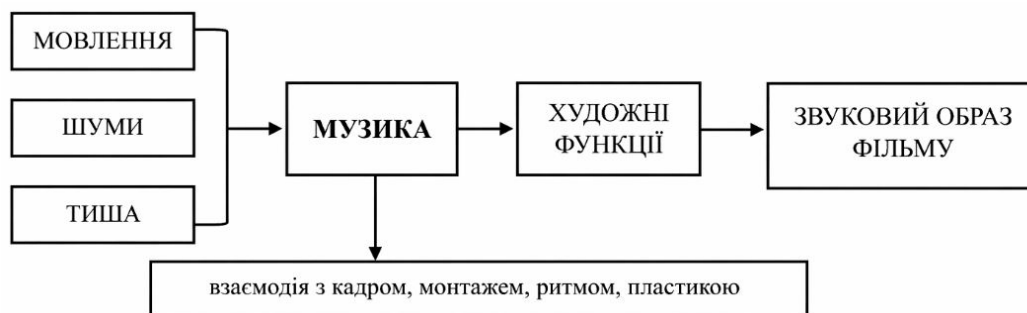 МОВЛЕННЯ
ШУМИ
ТИША
МУЗИКА
ХУДОЖНІ
ФУНКЦІЇ
ЗВУКОВИЙ ОБРАЗ
ФІЛЬМУ
взаємодія з кадром, монтажем, ритмом, пластикою